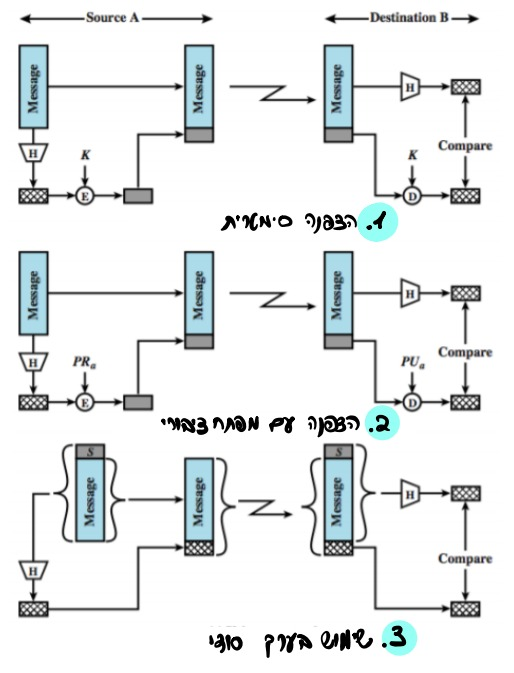 Source A Destination B
Message Message Message H
H K K Compare
E D
1. הצפנה סימטרית
Message Message Message H
H PRa PUa Compare
E D
2. הצפנה עם מפתח ציבורי
S S
Message Message Message H
H Compare
3. שימוש בערך סודי